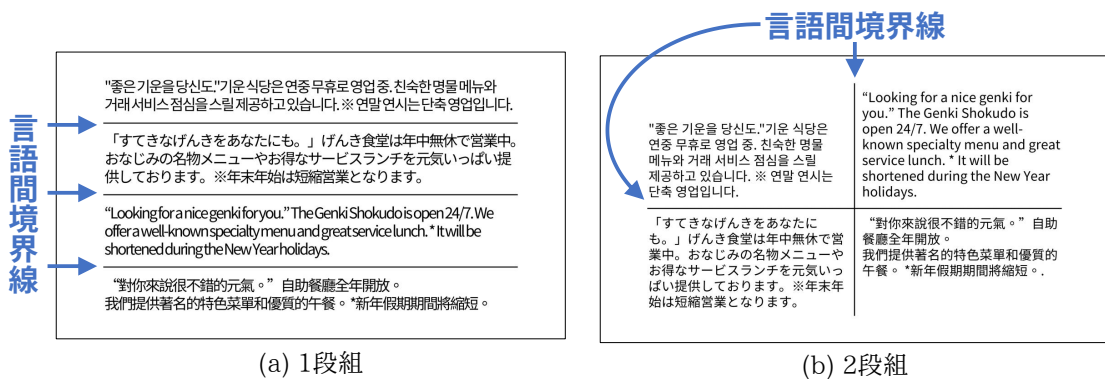 言語間境界線
"좋은 기운을 당신도."기운 식당은 연중 무휴로 영업 중. 친숙한 명물 메뉴와
거래 서비스 점심을 스릴 제공하고 있습니다. ※ 연말 연시는 단축 영업입니다.
「すてきなげんきをあなたにも。」げんき食堂は年中無休で営業中。
おなじみの名物メニューやお得なサービスランチを元気いっぱい提
供しております。※年末年始は短縮営業となります。
“Looking for a nice genki for you.” The Genki Shokudo is open 24/7. We
offer a well-known specialty menu and great service lunch. * It will be
shortened during the New Year holidays.
“對你來說很不錯的元氣。”自助餐廳全年開放。
我們提供著名的特色菜單和優質的午餐。*新年假期期間將縮短。
(a) 1段組
言語間境界線
"좋은 기운을 당신도."기운 식당은
연중 무휴로 영업 중. 친숙한 명물
메뉴와 거래 서비스 점심을 스릴
제공하고 있습니다. ※ 연말 연시는
단축 영업입니다.
“Looking for a nice genki for
you.” The Genki Shokudo is
open 24/7. We offer a well-
known specialty menu and great
service lunch. * It will be
shortened during the New Year
holidays.
「すてきなげんきをあなたに
も。」げんき食堂は年中無休で営
業中。おなじみの名物メニューや
お得なサービスランチを元気いっ
ぱい提供しております。※年末年
始は短縮営業となります。
“對你來說很不錯的元氣。”自助
餐廳全年開放。
我們提供著名的特色菜單和優質的
午餐。*新年假期期間將縮短。.
(b) 2段組